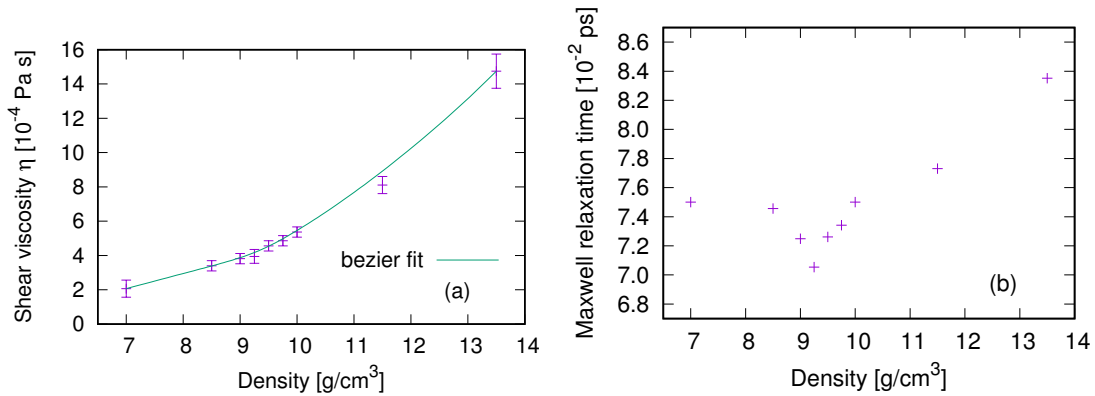 Shear viscosity η [10⁻⁴ Pa s]
16
14
12
10
8
6
4
2
0
bezier fit
(a)
7 8 9 10 11 12 13 14
Density [g/cm³]
Maxwell relaxation time [10⁻² ps]
8.6
8.4
8.2
8.0
7.8
7.6
7.4
7.2
7.0
6.8
(b)
7 8 9 10 11 12 13 14
Density [g/cm³]